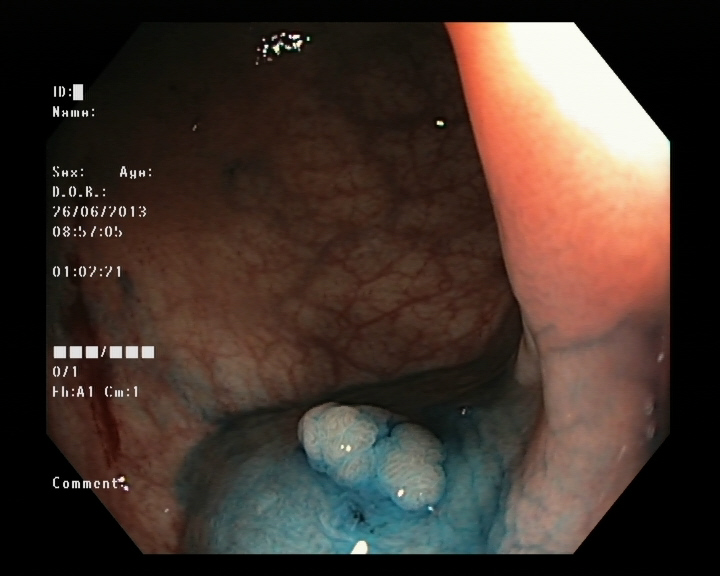 ID:
Name:
Sex: Age:
D.O.B.:
26/06/2013
08:57:05
01:02:21
■■■/■■■
0/1
Eh:A1 Cm:1
Comment: